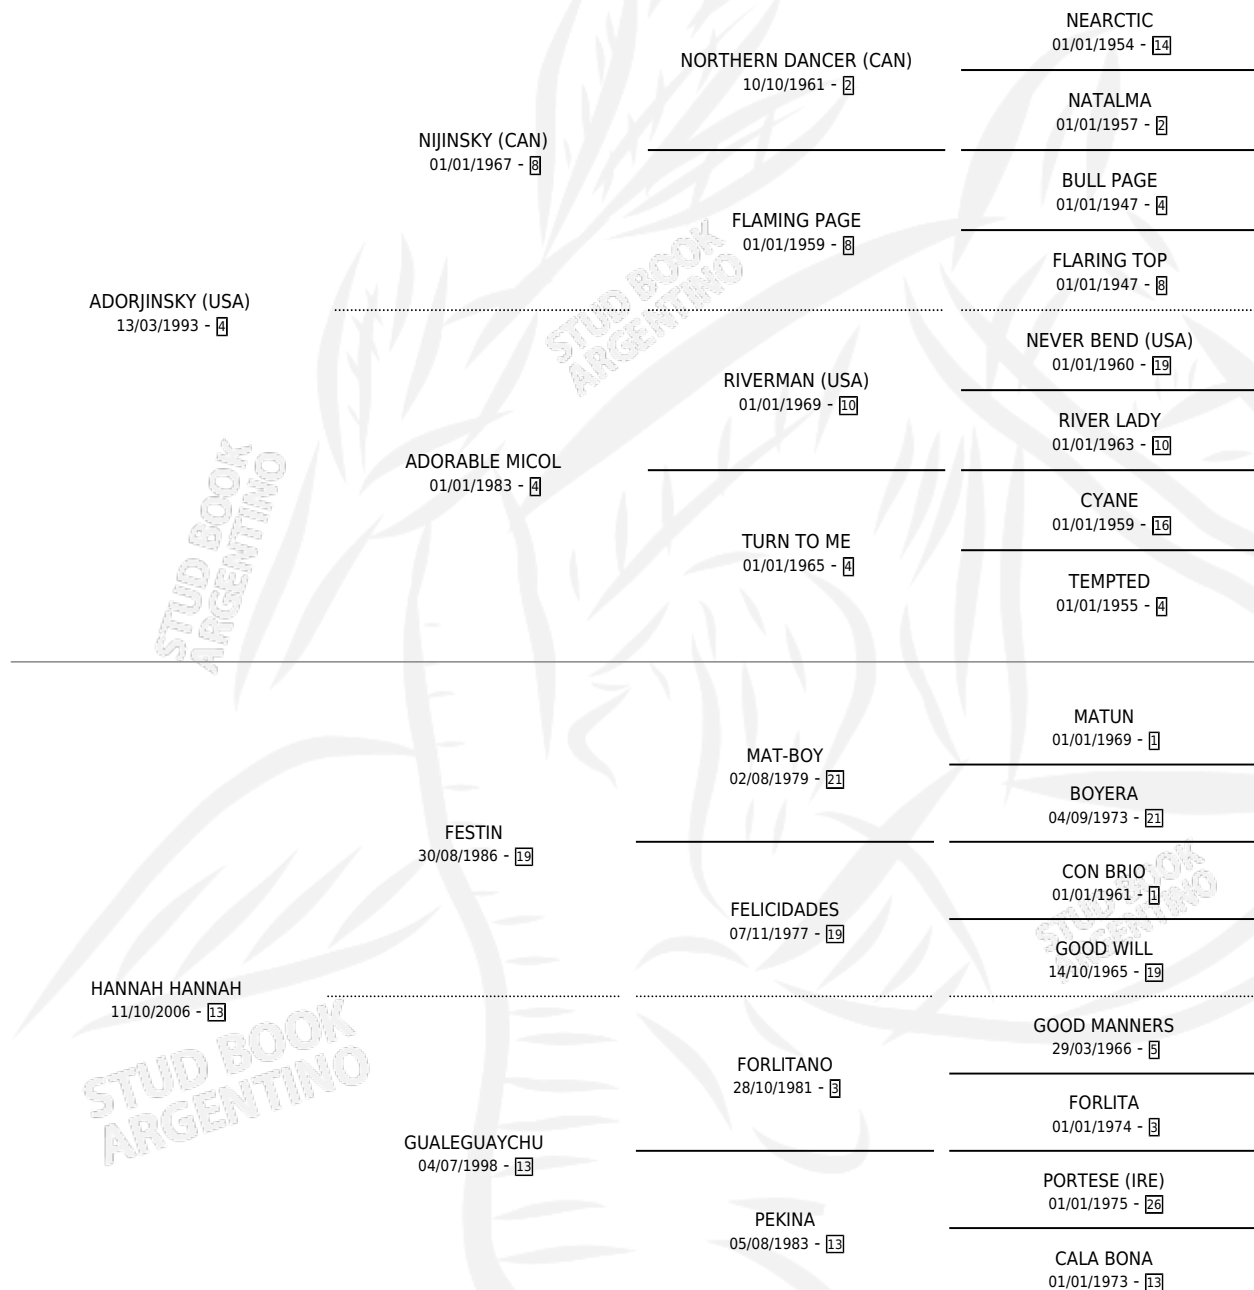 NEARCTIC
01/01/1954 - 14
NORTHERN DANCER (CAN)
10/10/1961 - 2
NATALMA
01/01/1957 - 2
NIJINSKY (CAN)
01/01/1967 - 8
BULL PAGE
01/01/1947 - 4
FLAMING PAGE
01/01/1959 - 8
FLARING TOP
01/01/1947 - 8
ADORJINSKY (USA)
13/03/1993 - 4
NEVER BEND (USA)
01/01/1960 - 19
RIVERMAN (USA)
01/01/1969 - 10
RIVER LADY
01/01/1963 - 10
ADORABLE MICOL
01/01/1983 - 4
CYANE
01/01/1959 - 16
TURN TO ME
01/01/1965 - 4
TEMPTED
01/01/1955 - 4
MATUN
01/01/1969 - 1
MAT-BOY
02/08/1979 - 21
BOYERA
04/09/1973 - 21
FESTIN
30/08/1986 - 19
CON BRIO
01/01/1961 - 1
FELICIDADES
07/11/1977 - 19
GOOD WILL
14/10/1965 - 19
HANNAH HANNAH
11/10/2006 - 13
GOOD MANNERS
29/03/1966 - 5
FORLITANO
28/10/1981 - 3
FORLITA
01/01/1974 - 3
GUALEGUAYCHU
04/07/1998 - 13
PORTESE (IRE)
01/01/1975 - 26
PEKINA
05/08/1983 - 13
CALA BONA
01/01/1973 - 13
STUD BOOK
ARGENTINO
STUD BOOK
ARGENTINO
STUD BOOK
ARGENTINO
STUD BOOK
ARGENTINO